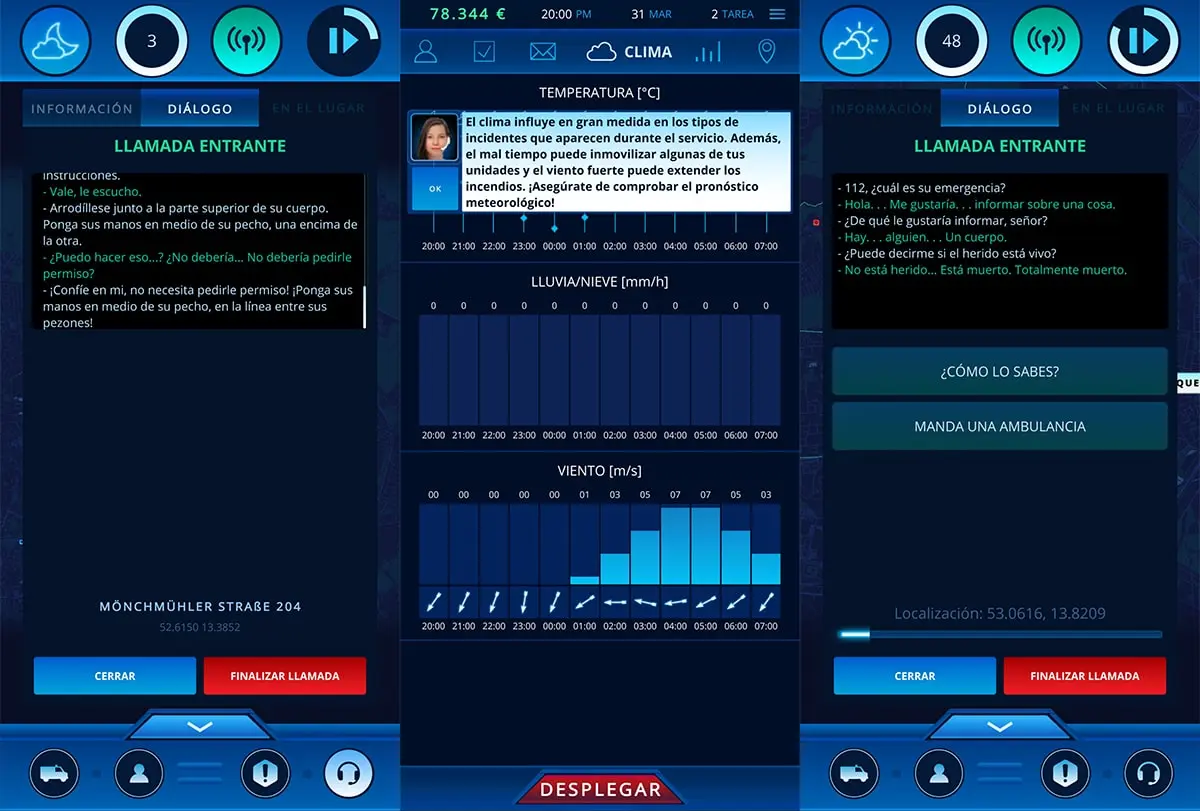 3
INFORMACIÓN DIÁLOGO EN EL LUGAR
LLAMADA ENTRANTE
instrucciones.
- Vale, le escucho.
- Arrodíllese junto a la parte superior de su cuerpo.
Ponga sus manos en medio de su pecho, una encima de
la otra.
- ¿Puedo hacer eso...? ¿No debería... No debería pedirle
permiso?
- ¡Confíe en mi, no necesita pedirle permiso! ¡Ponga sus
manos en medio de su pecho, en la línea entre sus
pezones!
MÖNCHMÜHLER STRAßE 204
52.6150 13.3852
CERRAR FINALIZAR LLAMADA
78.344 € 20:00 PM 31 MAR 2 TAREA
CLIMA
TEMPERATURA [°C]
El clima influye en gran medida en los tipos de
incidentes que aparecen durante el servicio. Además,
el mal tiempo puede inmovilizar algunas de tus
unidades y el viento fuerte puede extender los
incendios. ¡Asegúrate de comprobar el pronóstico
meteorológico!
OK
20:00 21:00 22:00 23:00 00:00 01:00 02:00 03:00 04:00 05:00 06:00 07:00
LLUVIA/NIEVE [mm/h]
0 0 0 0 0 0 0 0 0 0 0 0
20:00 21:00 22:00 23:00 00:00 01:00 02:00 03:00 04:00 05:00 06:00 07:00
VIENTO [m/s]
00 00 00 00 00 01 03 05 07 07 05 03
20:00 21:00 22:00 23:00 00:00 01:00 02:00 03:00 04:00 05:00 06:00 07:00
DESPLEGAR
48
INFORMACIÓN DIÁLOGO EN EL LUGAR
LLAMADA ENTRANTE
- 112, ¿cuál es su emergencia?
- Hola. . . Me gustaría. . . informar sobre una cosa.
- ¿De qué le gustaría informar, señor?
- Hay. . . alguien. . . Un cuerpo.
- ¿Puede decirme si el herido está vivo?
- No está herido... Está muerto. Totalmente muerto.
¿CÓMO LO SABES?
QUE
MANDA UNA AMBULANCIA
Localización: 53.0616, 13.8209
CERRAR FINALIZAR LLAMADA